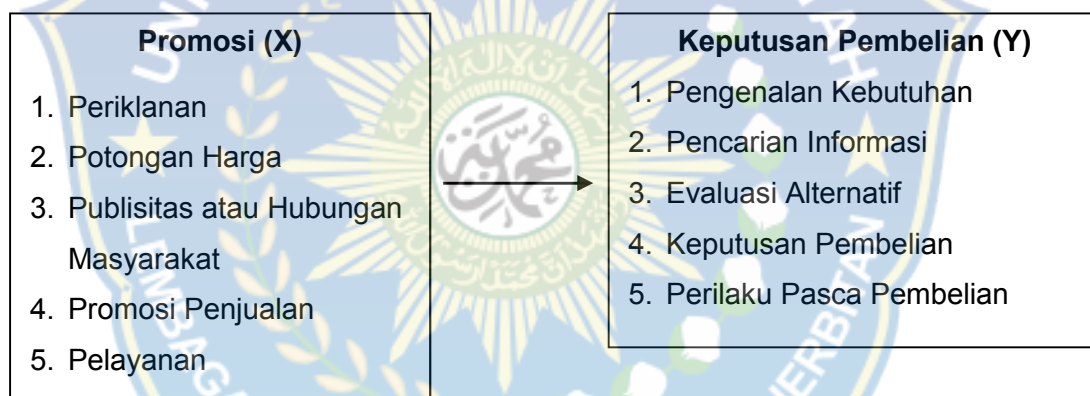 Promosi (X)
1. Periklanan
2. Potongan Harga
3. Publisitas atau Hubungan
Masyarakat
4. Promosi Penjualan
5. Pelayanan
Keputusan Pembelian (Y)
1. Pengenalan Kebutuhan
2. Pencarian Informasi
3. Evaluasi Alternatif
4. Keputusan Pembelian
5. Perilaku Pasca Pembelian